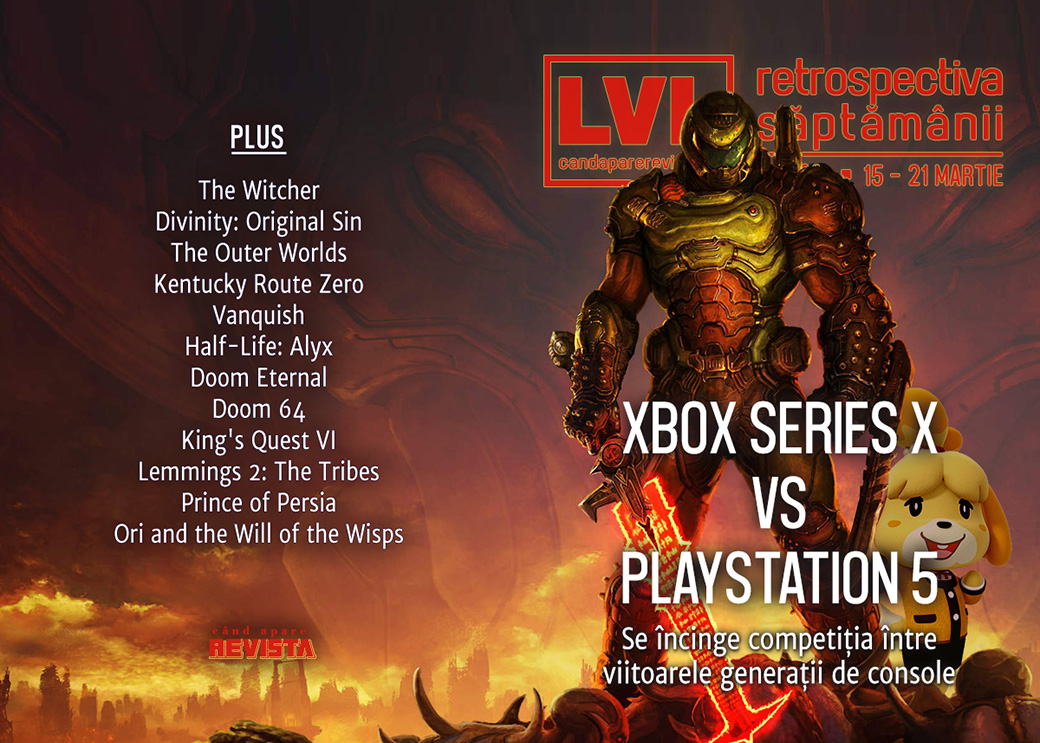 PLUS
The Witcher
Divinity: Original Sin
The Outer Worlds
Kentucky Route Zero
Vanquish
Half-Life: Alyx
Doom Eternal
Doom 64
King's Quest VI
Lemmings 2: The Tribes
Prince of Persia
Ori and the Will of the Wisps
când apare
REVISTA
LVI
retrospectiva
săptămânii
15 - 21 MARTIE
XBOX SERIES X
VS
PLAYSTATION 5
Se încinge competiția între
viitoarele generații de console